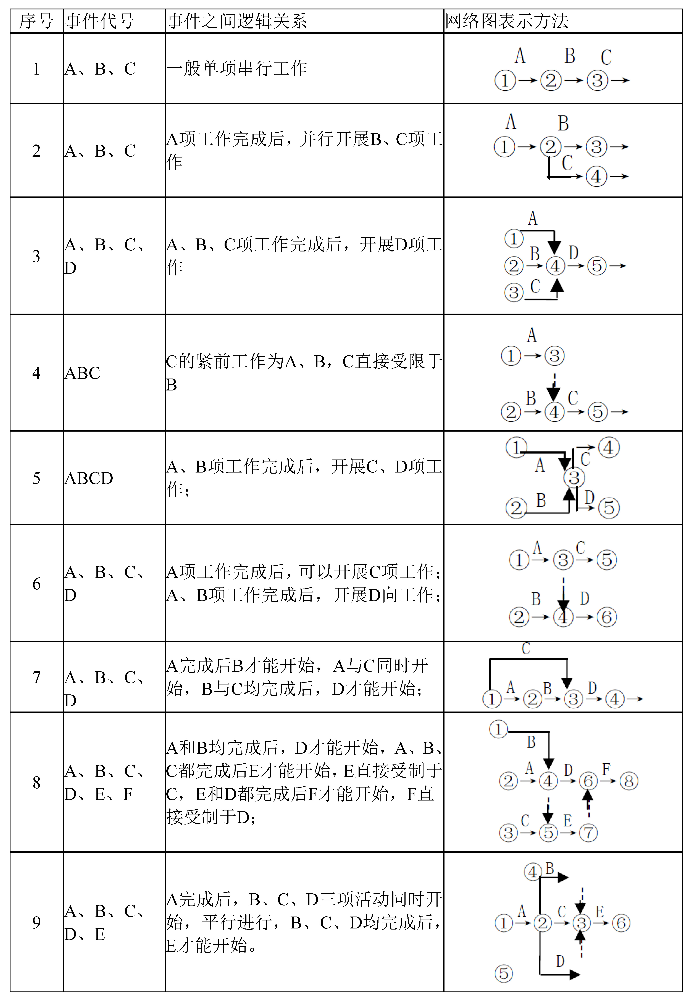 序号 事件代号 事件之间逻辑关系 网络图表示方法
1 A、B、C 一般单项串行工作
A B C
①→②→③→
2 A、B、C
A项工作完成后，并行开展B、C项工
作
A B
①→②→③→
C
④→
3
A、B、C、
D
A、B、C项工作完成后，开展D项工
作
A
①
B D
②→④→⑤→
③ C
4 ABC
C的紧前工作为A、B，C直接受限于
B
A
①→③
B C
②→④→⑤→
5 ABCD
A、B项工作完成后，开展C、D项工
作；
① →④
A C
③
B D
② →⑤
6
A、B、C、
D
A项工作完成后，可以开展C项工作；
A、B项工作完成后，开展D向工作；
A C
①→③→⑤
B D
②→④→⑥
7
A、B、C、
D
A完成后B才能开始，A与C同时开
始，B与C均完成后，D才能开始；
C
A B D
①→②→③→④→
8
A、B、C、
D、E、F
A和B均完成后，D才能开始，A、B、
C都完成后E才能开始，E直接受制于
C，E和D都完成后F才能开始，F直
接受制于D；
①
B
A D F
②→④→⑥→⑧
C E
③→⑤→⑦
9
A、B、C、
D、E
A完成后，B、C、D三项活动同时开
始，平行进行，B、C、D均完成后，
E才能开始。
④ B
A C E
①→②→③→⑥
D
⑤